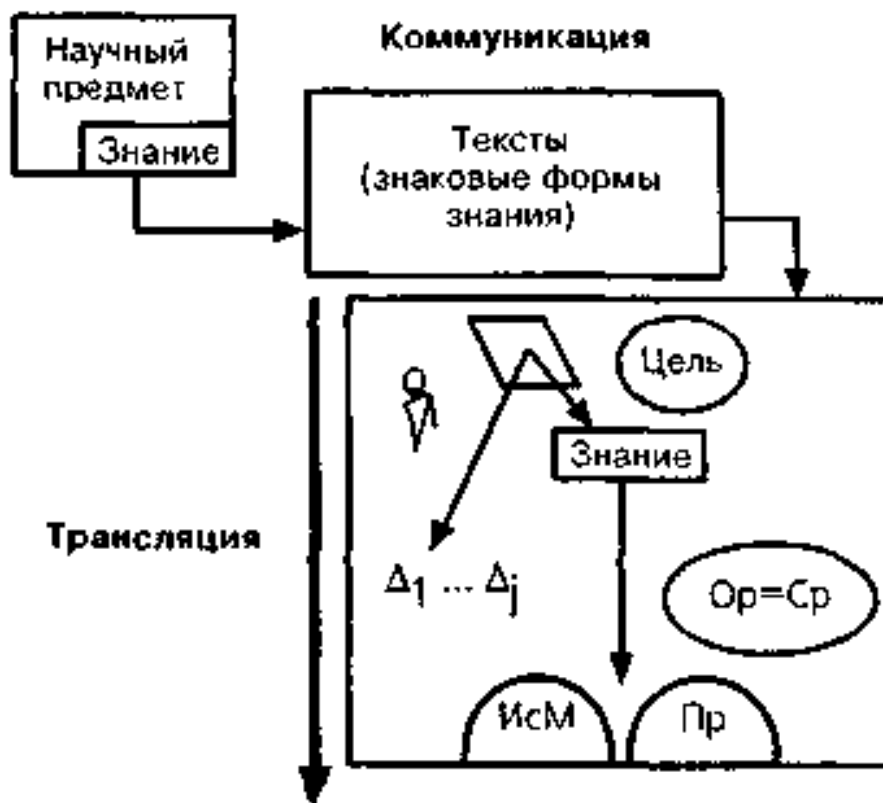 Научный
предмет
Знание
Коммуникация
Тексты
(знаковые формы
знания)
Трансляция
Цель
Знание
Δ1 ... Δj
Ор=Ср
ИсМ
Пр